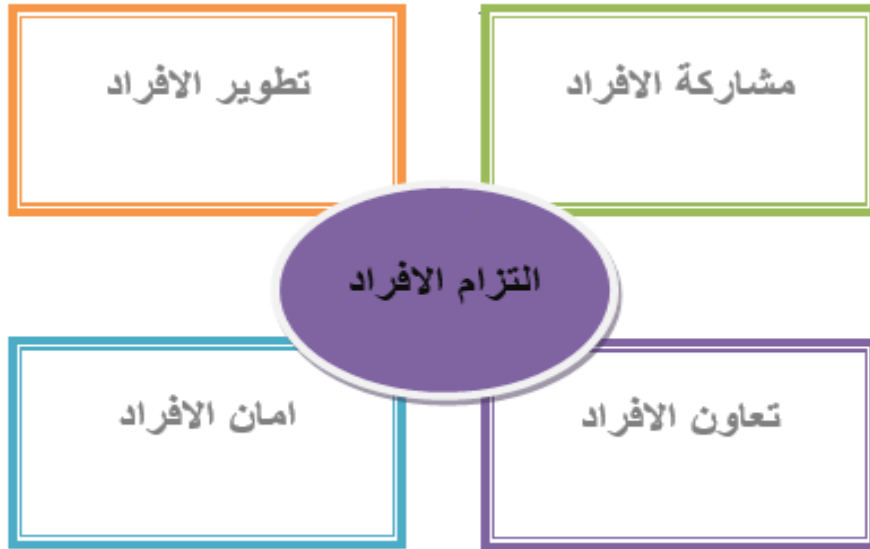 مشاركة الافراد
تطوير الافراد
التزام الافراد
تعاون الافراد
امان الافراد